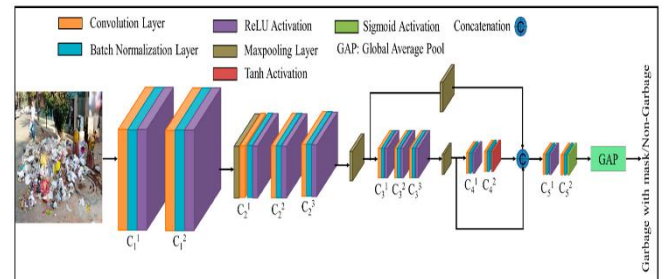 Convolution Layer
ReLU Activation
Sigmoid Activation
Concatenation
C
Batch Normalization Layer
Maxpooling Layer
GAP: Global Average Pool
Tanh Activation
C₁¹
C₁²
C₂¹
C₂²
C₂³
C₃¹
C₃²
C₃³
C₄¹
C₄²
C
C₅¹
C₅²
GAP
Garbage with mask/Non-Garbage